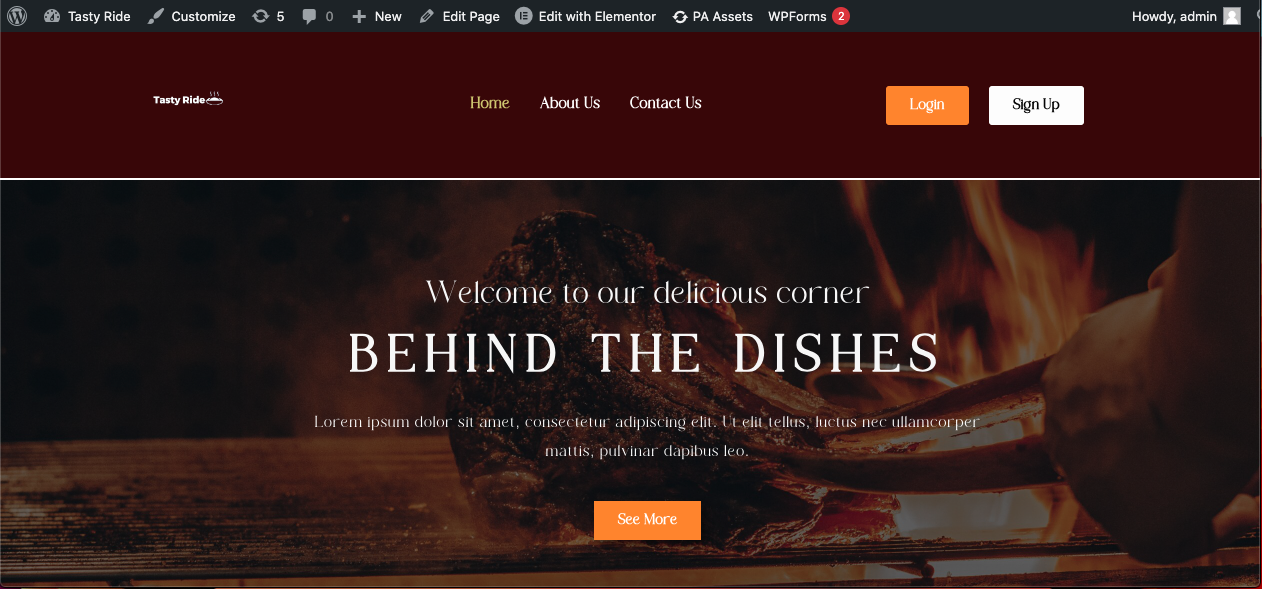 Tasty Ride Customize 5 0 New Edit Page Edit with Elementor PA Assets WPForms 2 Howdy, admin
Tasty Ride Home About Us Contact Us Login Sign Up
Welcome to our delicious corner
BEHIND THE DISHES
Lorem ipsum dolor sit amet, consectetur adipiscing elit. Ut elit tellus, luctus nec ullamcorper
mattis, pulvinar dapibus leo.
See More